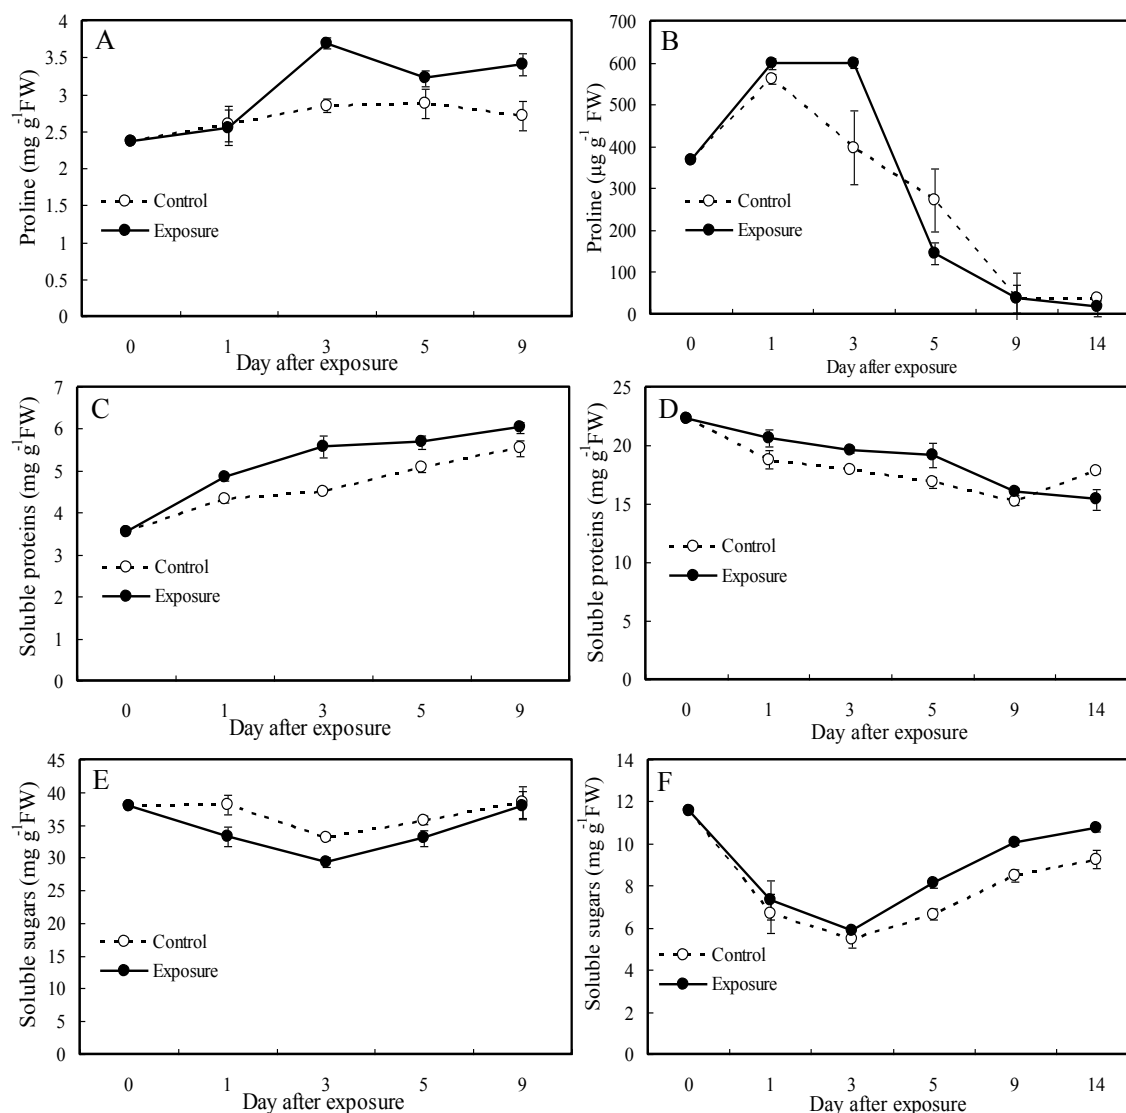 A
Proline (mg g-1FW)
4
3.5
3
2.5
2
1.5
1
0.5
0
Control
Exposure
0 1 3 5 9
Day after exposure
B
Proline (µg g-1 FW)
700
600
500
400
300
200
100
0
Control
Exposure
0 1 3 5 9 14
Day after exposure
C
Soluble proteins (mg g-1FW)
7
6
5
4
3
2
1
0
Control
Exposure
0 1 3 5 9
Day after exposure
D
Soluble proteins (mg g-1FW)
25
20
15
10
5
0
Control
Exposure
0 1 3 5 9 14
Day after exposure
E
Soluble sugars (mg g-1FW)
45
40
35
30
25
20
15
10
5
0
Control
Exposure
0 1 3 5 9
Day after exposure
F
Soluble sugars (mg g-1FW)
14
12
10
8
6
4
2
0
Control
Exposure
0 1 3 5 9 14
Day after exposure